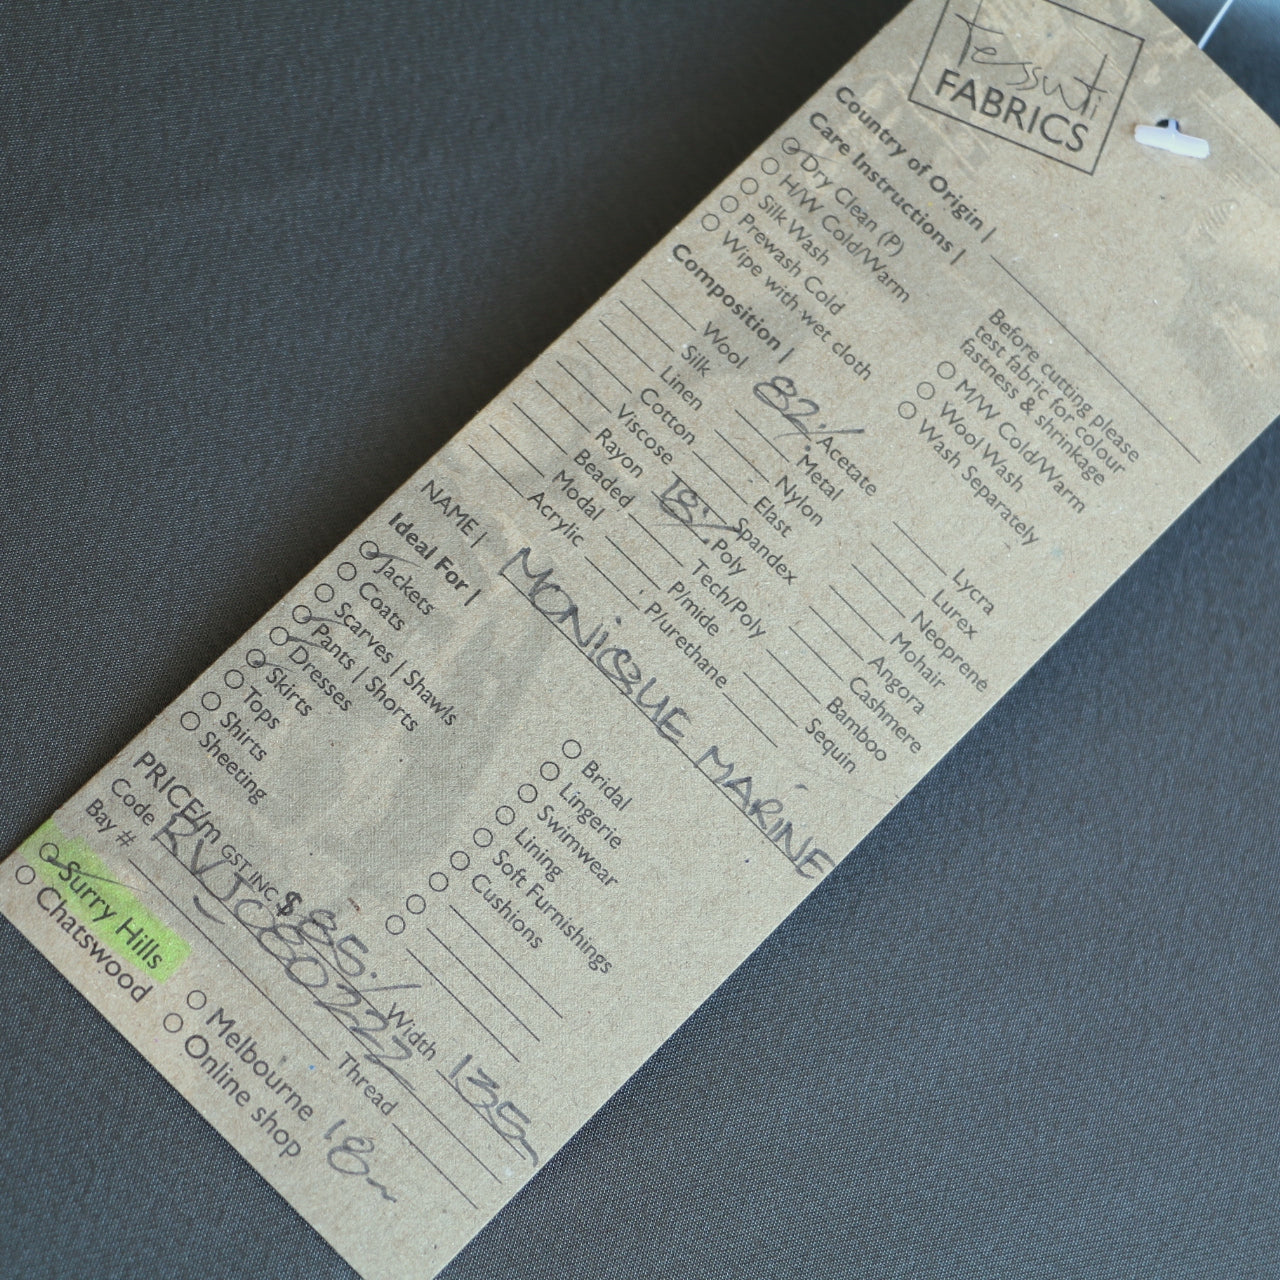 Tessuti
FABRICS
Country of Origin |
Care Instructions |
Dry Clean (P)
H/W Cold/Warm
Silk Wash
Prewash Cold
Wipe with wet cloth
Before cutting please
test fabric for colour
fastness & shrinkage
M/W Cold/Warm
Wool Wash
Wash Separately
Composition |
Wool
Silk
Linen
Cotton
Viscose
Rayon
Beaded
Modal
Acrylic
82% Acetate
Metal
Nylon
Elast
Spandex
18% Poly
Tech/Poly
P/mide
P/urethane
Lycra
Lurex
Neoprene
Mohair
Angora
Cashmere
Bamboo
Sequin
NAME | MONIQUE MARINE
Ideal For |
Jackets
Coats
Scarves | Shawls
Pants | Shorts
Dresses
Skirts
Tops
Shirts
Sheeting
Bridal
Lingerie
Swimwear
Lining
Soft Furnishings
Cushions
PRICE/m GST INC $ 85./ Width 135
Code RVJC80227
Bay # Thread
Surry Hills
Chatswood
Melbourne
Online shop
18